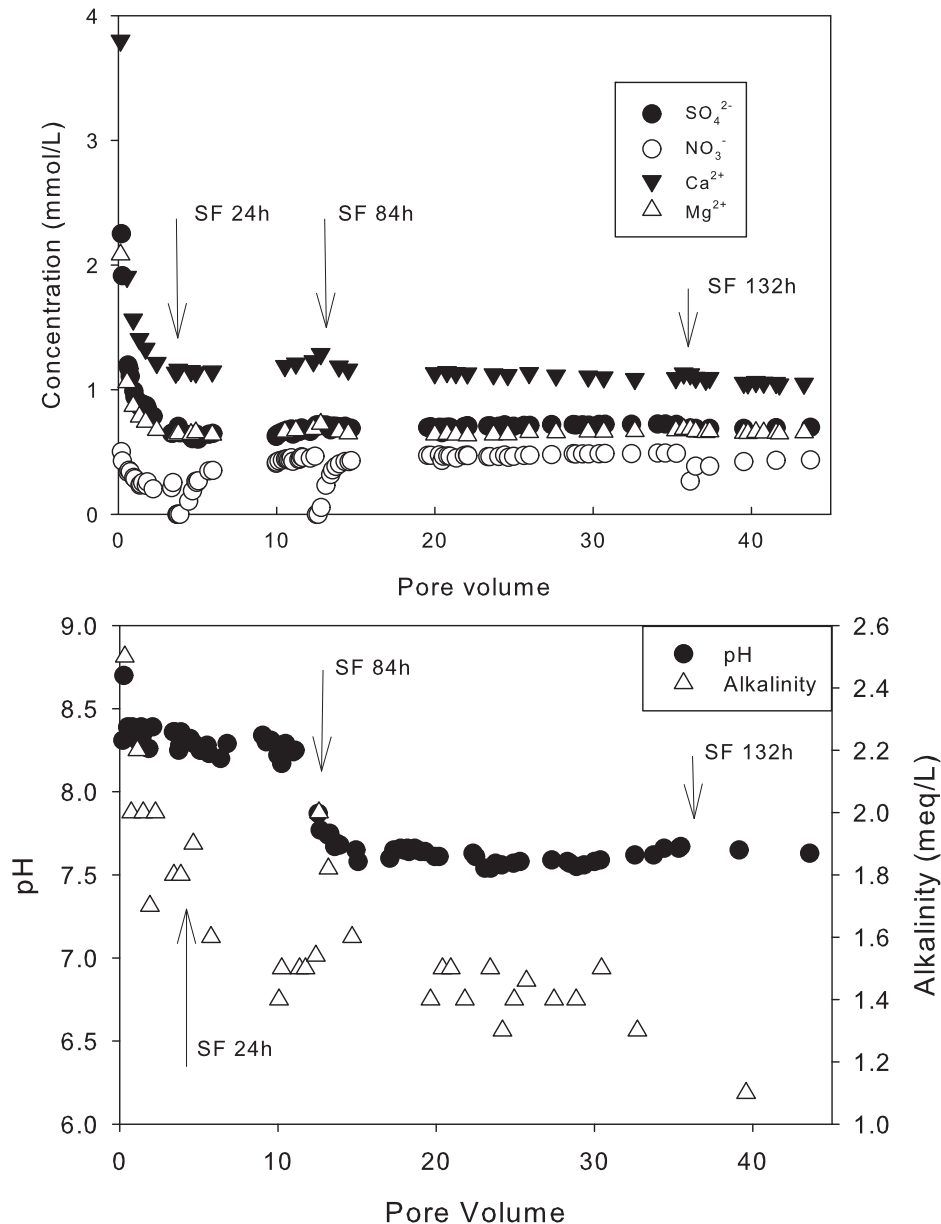 4
3
2
1
0
Concentration (mmol/L)
SO₄²⁻
NO₃⁻
Ca²⁺
Mg²⁺
SF 24h
SF 84h
SF 132h
0 10 20 30 40
Pore volume
9.0
8.5
8.0
7.5
7.0
6.5
6.0
pH
pH
Alkalinity
SF 84h
SF 132h
SF 24h
2.6
2.4
2.2
2.0
1.8
1.6
1.4
1.2
1.0
Alkalinity (meq/L)
0 10 20 30 40
Pore Volume